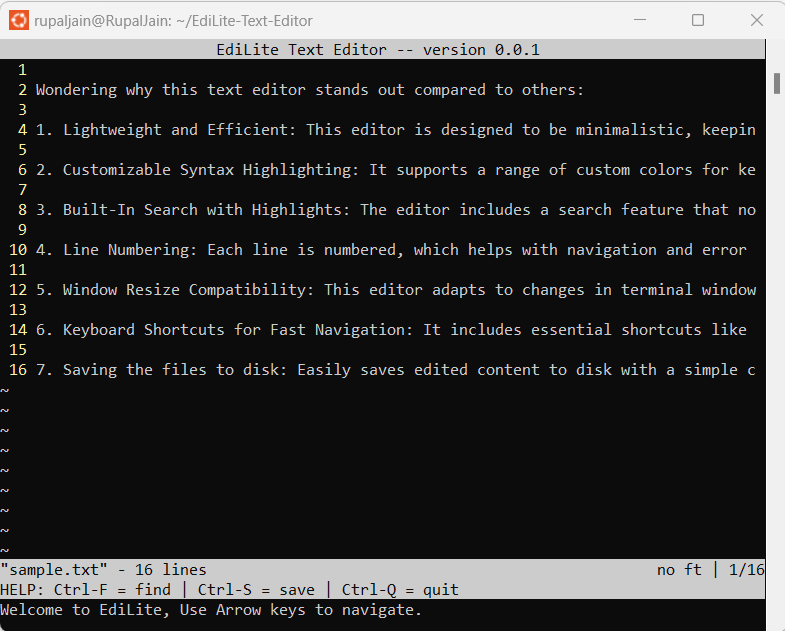 rupaljain@RupalJain: ~/EdiLite-Text-Editor
EdiLite Text Editor -- version 0.0.1
1
2 Wondering why this text editor stands out compared to others:
3
4 1. Lightweight and Efficient: This editor is designed to be minimalistic, keepin
5
6 2. Customizable Syntax Highlighting: It supports a range of custom colors for ke
7
8 3. Built-In Search with Highlights: The editor includes a search feature that no
9
10 4. Line Numbering: Each line is numbered, which helps with navigation and error
11
12 5. Window Resize Compatibility: This editor adapts to changes in terminal window
13
14 6. Keyboard Shortcuts for Fast Navigation: It includes essential shortcuts like
15
16 7. Saving the files to disk: Easily saves edited content to disk with a simple c
~
~
~
~
~
~
~
~
~
"sample.txt" - 16 lines no ft | 1/16
HELP: Ctrl-F = find | Ctrl-S = save | Ctrl-Q = quit
Welcome to EdiLite, Use Arrow keys to navigate.